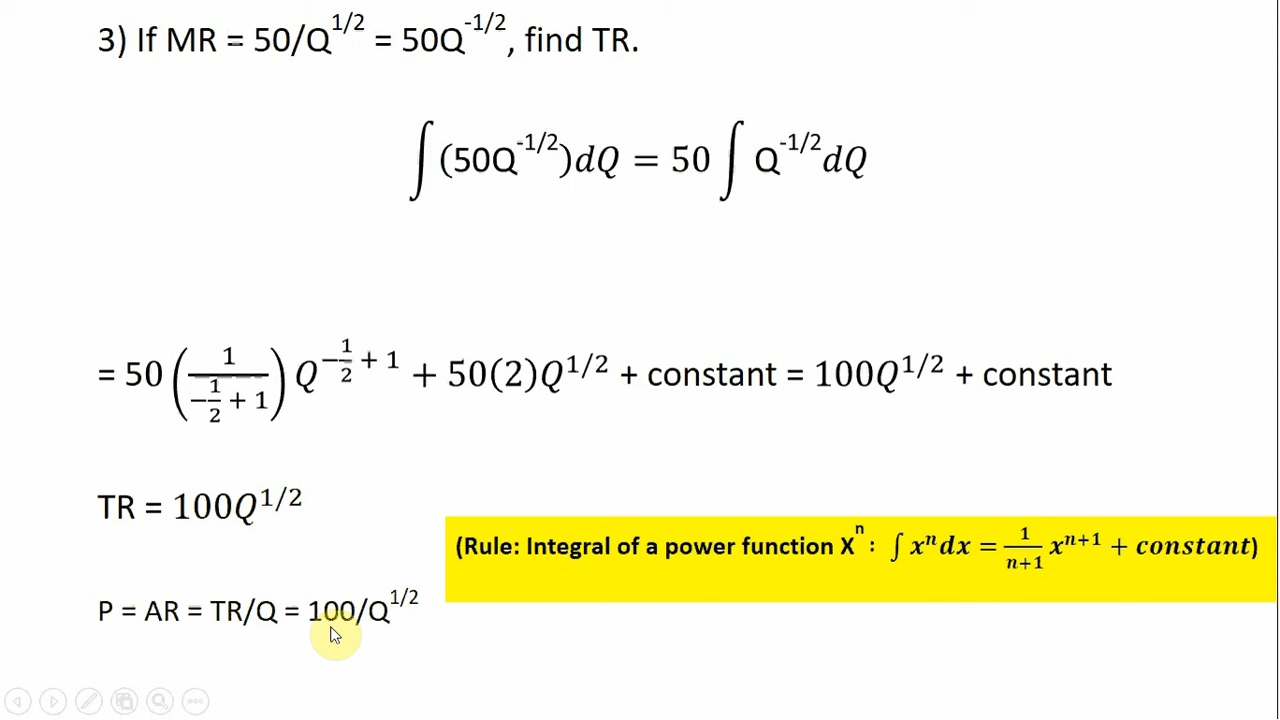 3) If MR = 50/Q^1/2 = 50Q^-1/2, find TR.
∫(50Q^-1/2)dQ = 50∫Q^-1/2 dQ
= 50(1/(-1/2 + 1))Q^(-1/2 + 1) + 50(2)Q^1/2 + constant = 100Q^1/2 + constant
TR = 100Q^1/2
(Rule: Integral of a power function X^n: ∫x^n dx = 1/(n+1) x^(n+1) + constant)
P = AR = TR/Q = 100/Q^1/2